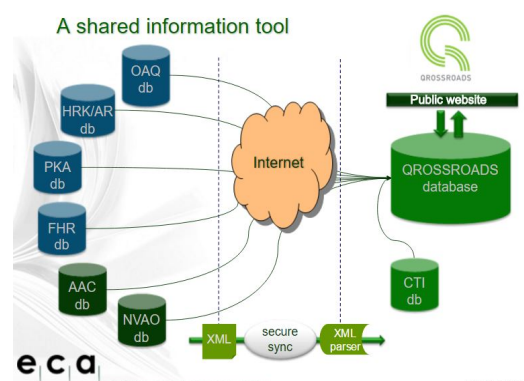 A shared information tool
OAQ
db
HRK/AR
db
PKA
db
FHR
db
AAC
db
NVAO
db
Internet
QROSSROADS
Public website
QROSSROADS
database
CTI
db
XML
secure
sync
XML
parser
e|c|a|